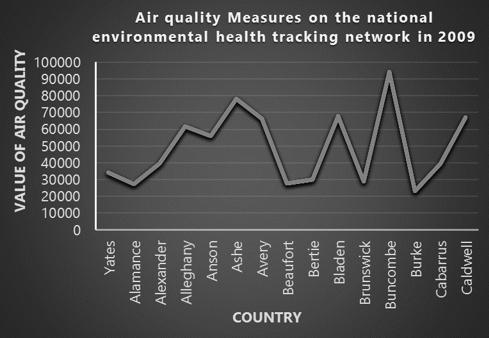 Air quality Measures on the national
environmental health tracking network in 2009
VALUE OF AIR QUALITY
100000
90000
80000
70000
60000
50000
40000
30000
20000
10000
0
Yates
Alamance
Alexander
Alleghany
Anson
Ashe
Avery
Beaufort
Bertie
Bladen
Brunswick
Buncombe
Burke
Cabarrus
Caldwell
COUNTRY